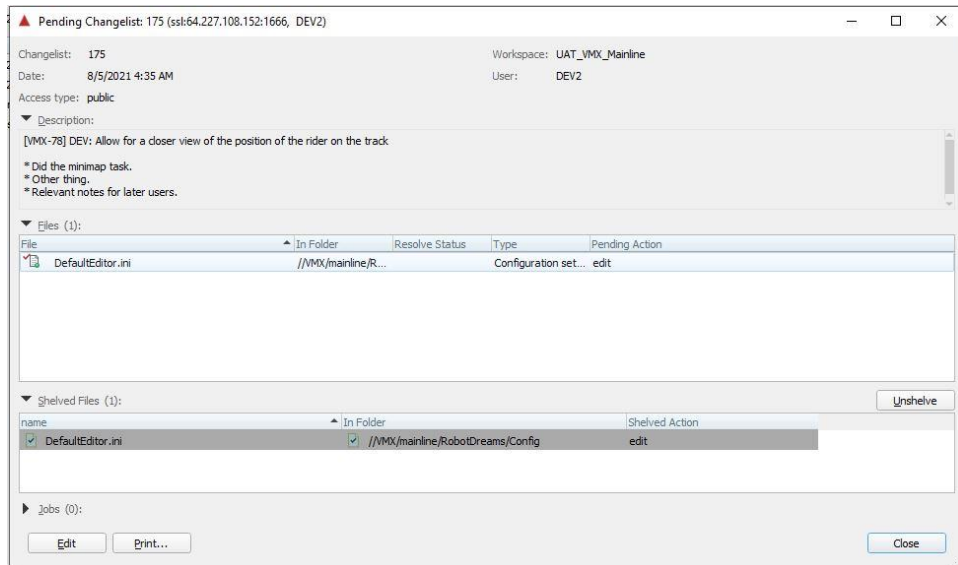 Pending Changelist: 175 (ssl:64.227.108.152:1666, DEV2)
Changelist: 175 Workspace: UAT_VMX_Mainline
Date: 8/5/2021 4:35 AM User: DEV2
Access type: public
Description:
[VMX-78] DEV: Allow for a closer view of the position of the rider on the track
* Did the minimap task.
* Other thing.
* Relevant notes for later users.
Files (1):
File In Folder Resolve Status Type Pending Action
DefaultEditor.ini //VMX/mainline/R... Configuration set... edit
Shelved Files (1): Unshelve
name In Folder Shelved Action
DefaultEditor.ini //VMX/mainline/RobotDreams/Config edit
Jobs (0):
Edit Print... Close